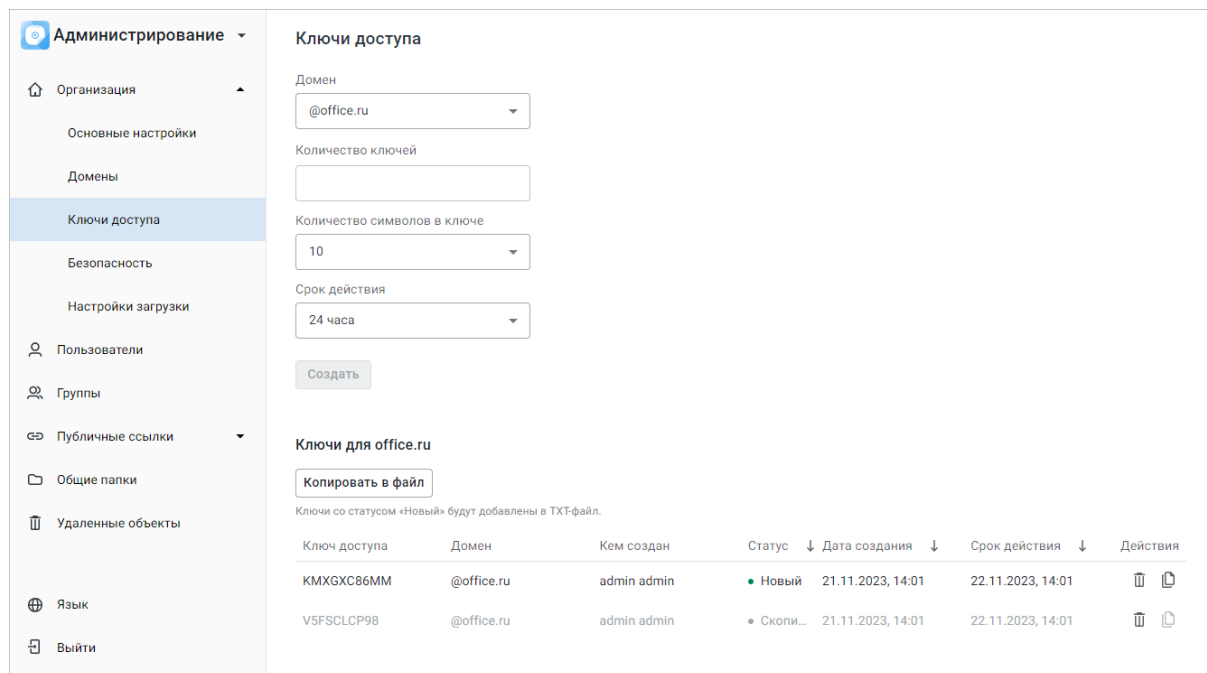 Администрирование
Организация
Основные настройки
Домены
Ключи доступа
Безопасность
Настройки загрузки
Пользователи
Группы
Публичные ссылки
Общие папки
Удаленные объекты
Язык
Выйти
Ключи доступа
Домен
@office.ru
Количество ключей
Количество символов в ключе
10
Срок действия
24 часа
Создать
Ключи для office.ru
Копировать в файл
Ключи со статусом «Новый» будут добавлены в TXT-файл.
Ключ доступа Домен Кем создан Статус ↓ Дата создания ↓ Срок действия ↓ Действия
KMXGXC86MM @office.ru admin admin • Новый 21.11.2023, 14:01 22.11.2023, 14:01
V5FSCLCP98 @office.ru admin admin • Скопи... 21.11.2023, 14:01 22.11.2023, 14:01